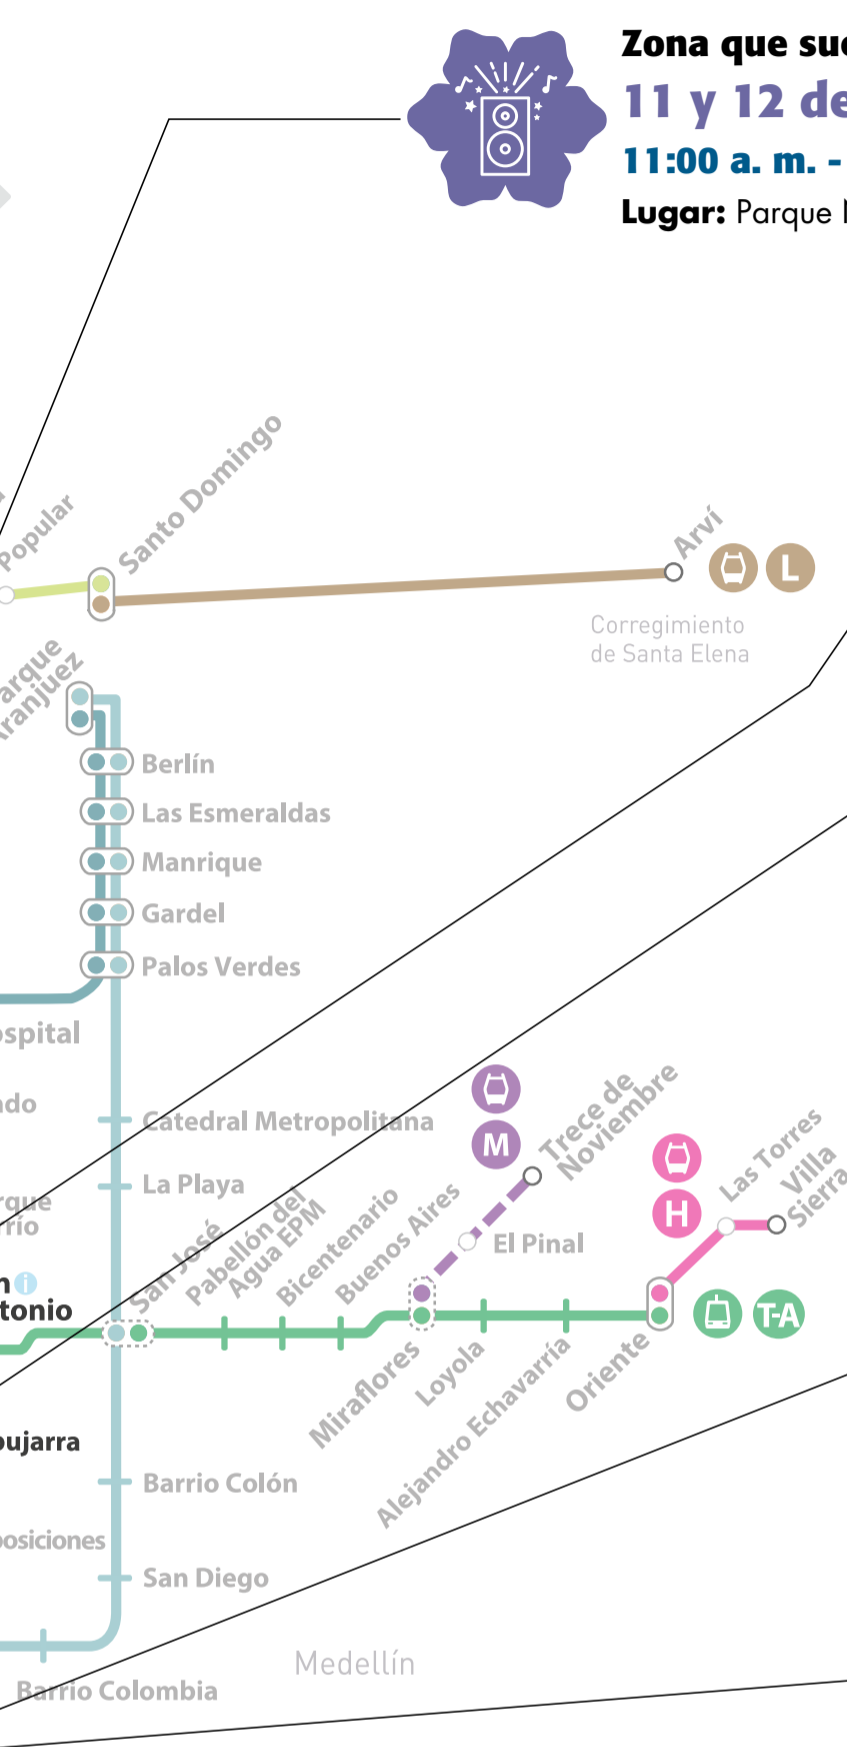 Zona que
11 y 12 de
11:00 a. m. -
Lugar: Parque
Popular
Santo Domingo
Arví
L
Corregimiento
de Santa Elena
Berlín
Las Esmeraldas
Manrique
Gardel
Palos Verdes
Catedral Metropolitana
La Playa
M
Trece de
Noviembre
H
Las Torres
Villa
Sierra
El Pinal
San José
Pabellón del
Agua EPM
Bicentenario
Buenos Aires
i
T-A
Miraflores
Loyola
Alejandro Echavarría
Oriente
Barrio Colón
San Diego
Medellín
Barrio Colombia